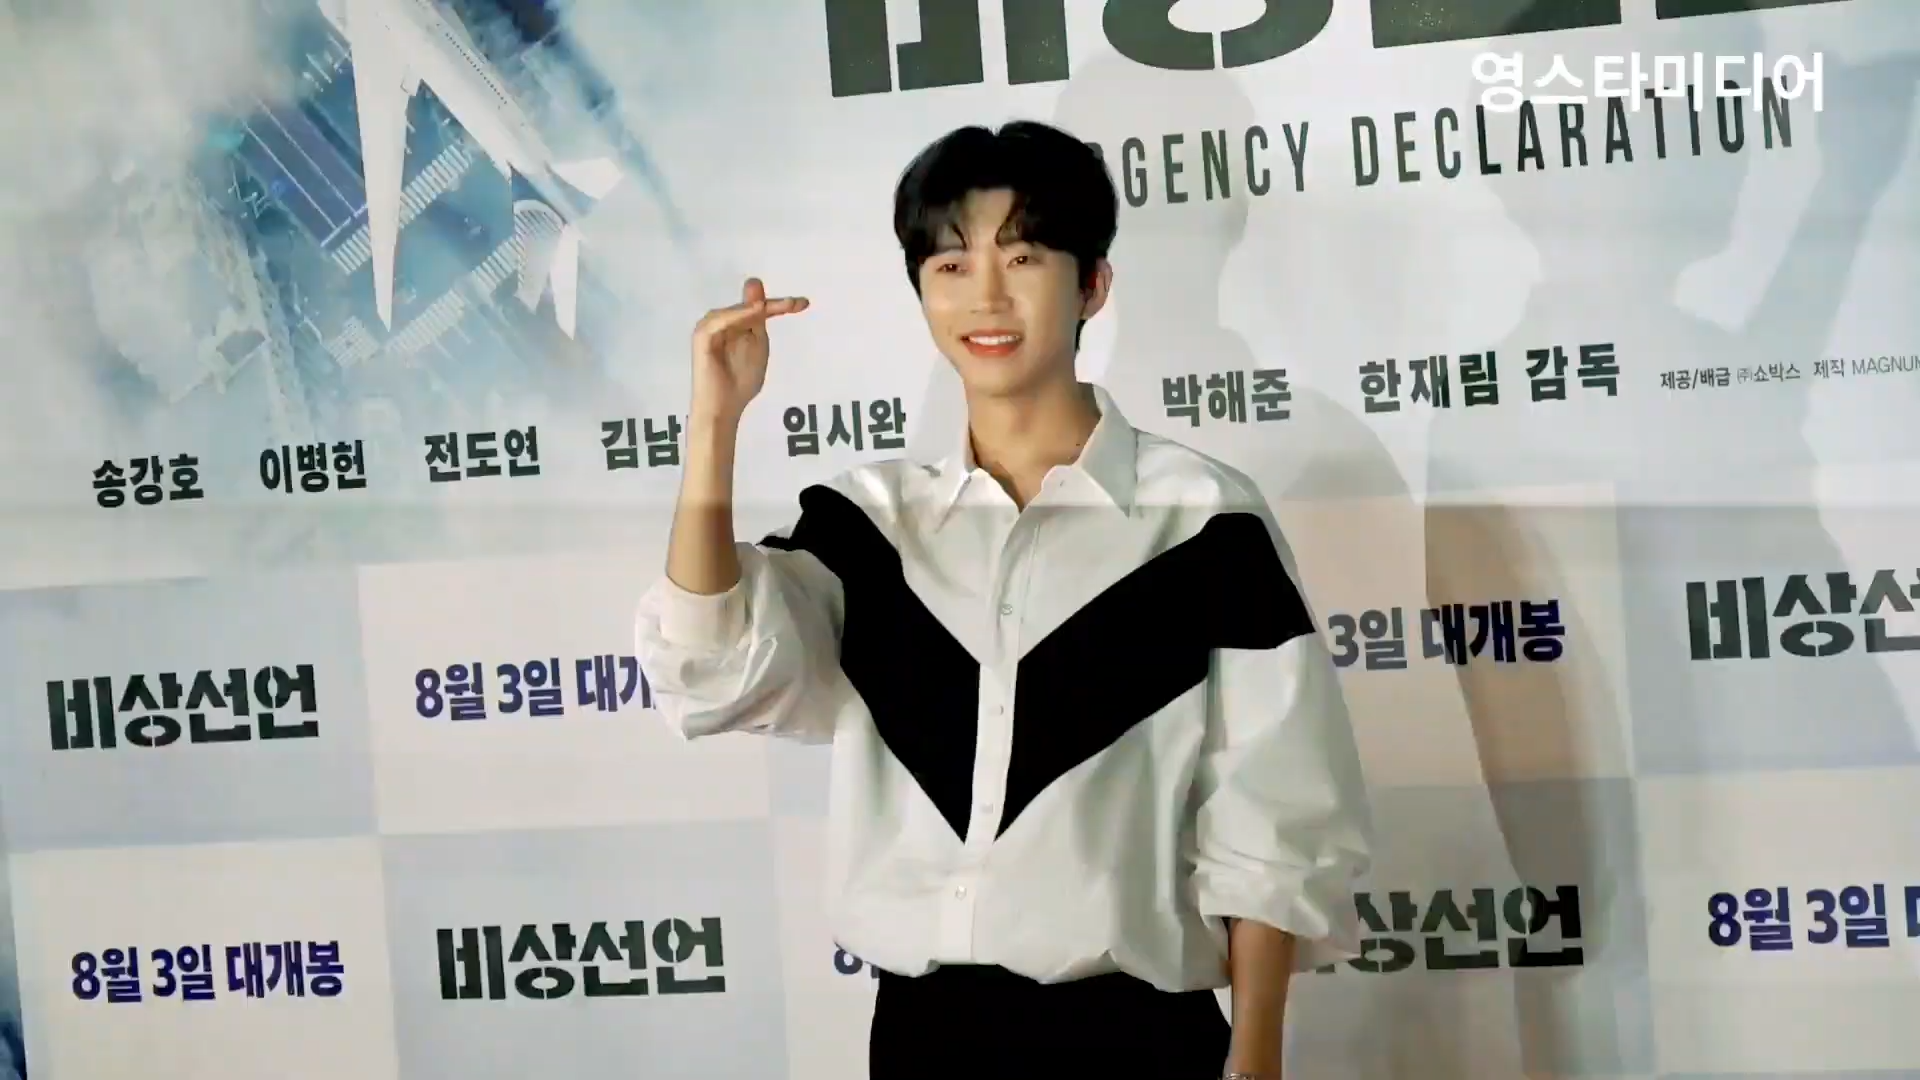 영스타미디어
GENCY DECLARATION
송강호 이병헌 전도연 김남 임시완 박해준 한재림 감독 제공/배급 ㈜쇼박스 제작 MAGNUM
비상선언 8월 3일 대개 3일 대개봉 비상선
8월 3일 대개봉 비상선언 상선언 8월 3일